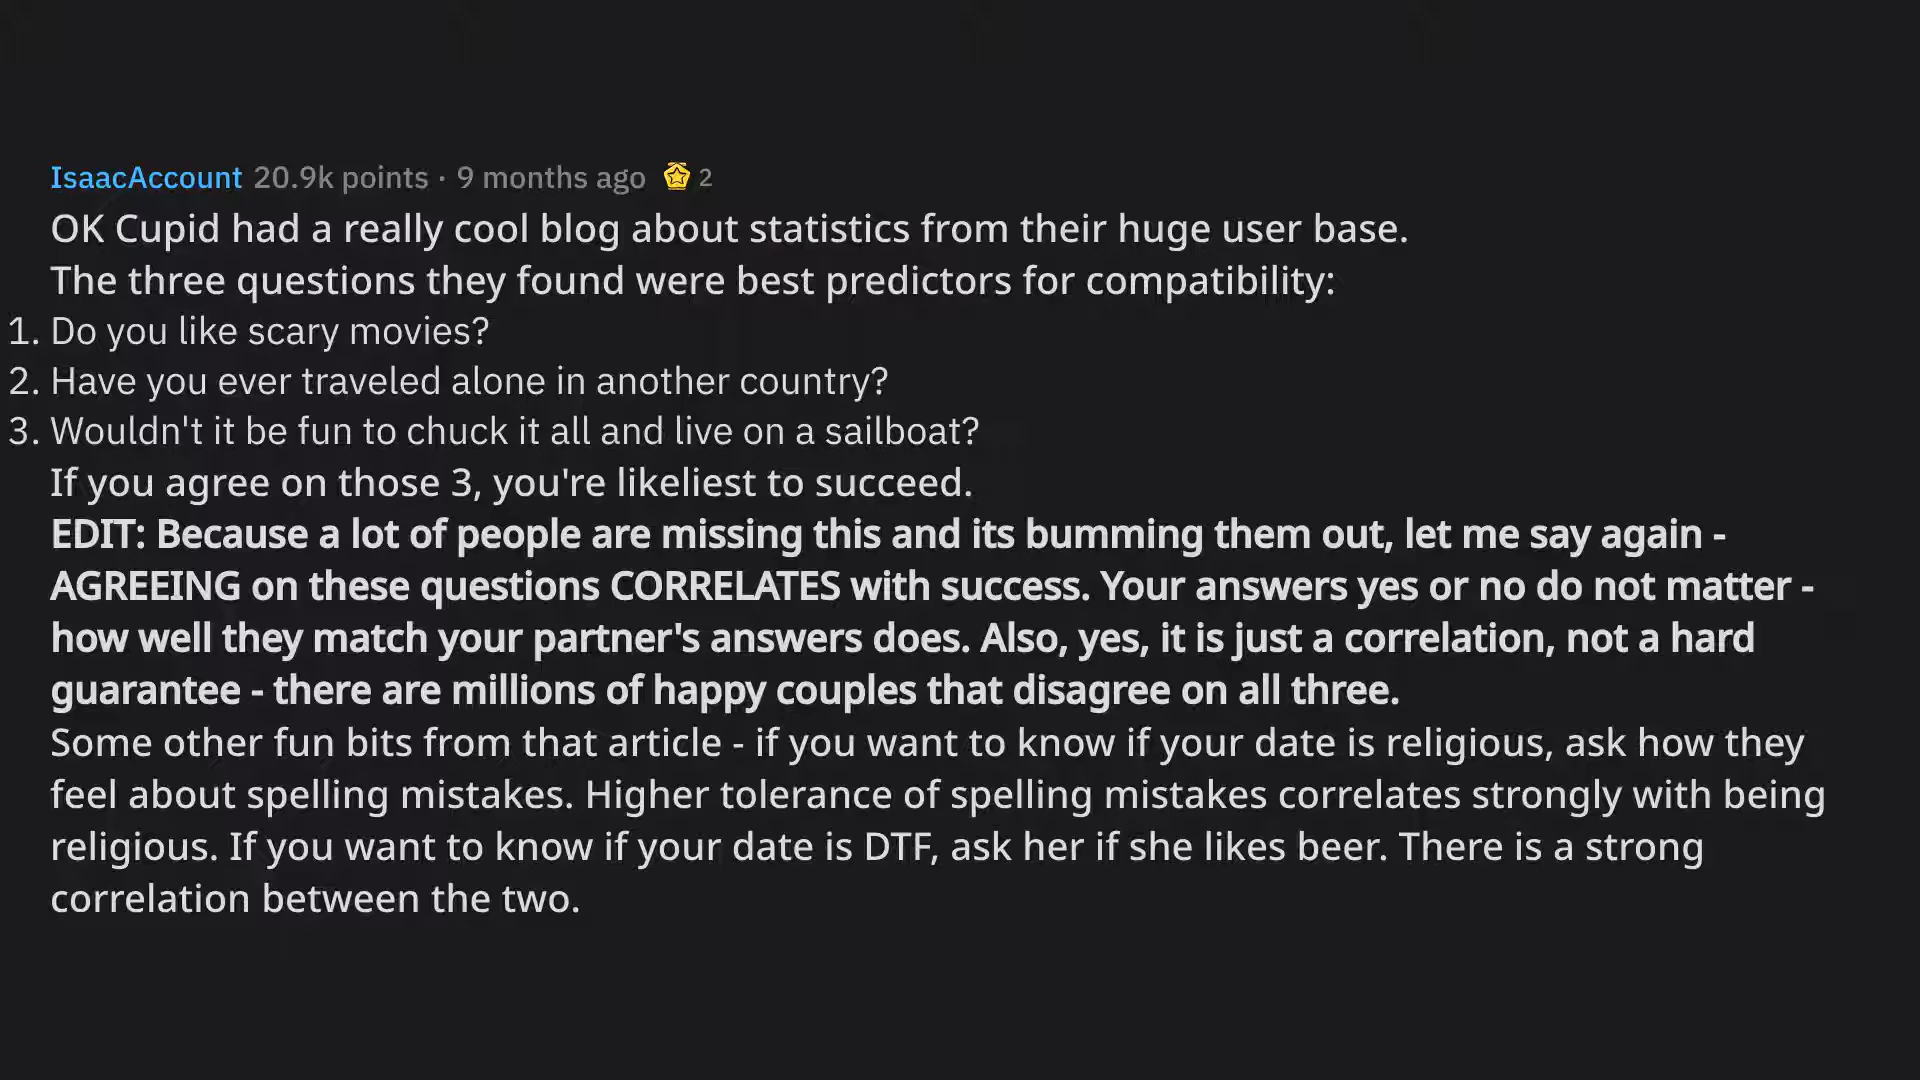 IsaacAccount 20.9k points · 9 months ago 2
OK Cupid had a really cool blog about statistics from their huge user base.
The three questions they found were best predictors for compatibility:
1. Do you like scary movies?
2. Have you ever traveled alone in another country?
3. Wouldn't it be fun to chuck it all and live on a sailboat?
If you agree on those 3, you're likeliest to succeed.
EDIT: Because a lot of people are missing this and its bumming them out, let me say again -
AGREEING on these questions CORRELATES with success. Your answers yes or no do not matter -
how well they match your partner's answers does. Also, yes, it is just a correlation, not a hard
guarantee - there are millions of happy couples that disagree on all three.
Some other fun bits from that article - if you want to know if your date is religious, ask how they
feel about spelling mistakes. Higher tolerance of spelling mistakes correlates strongly with being
religious. If you want to know if your date is DTF, ask her if she likes beer. There is a strong
correlation between the two.